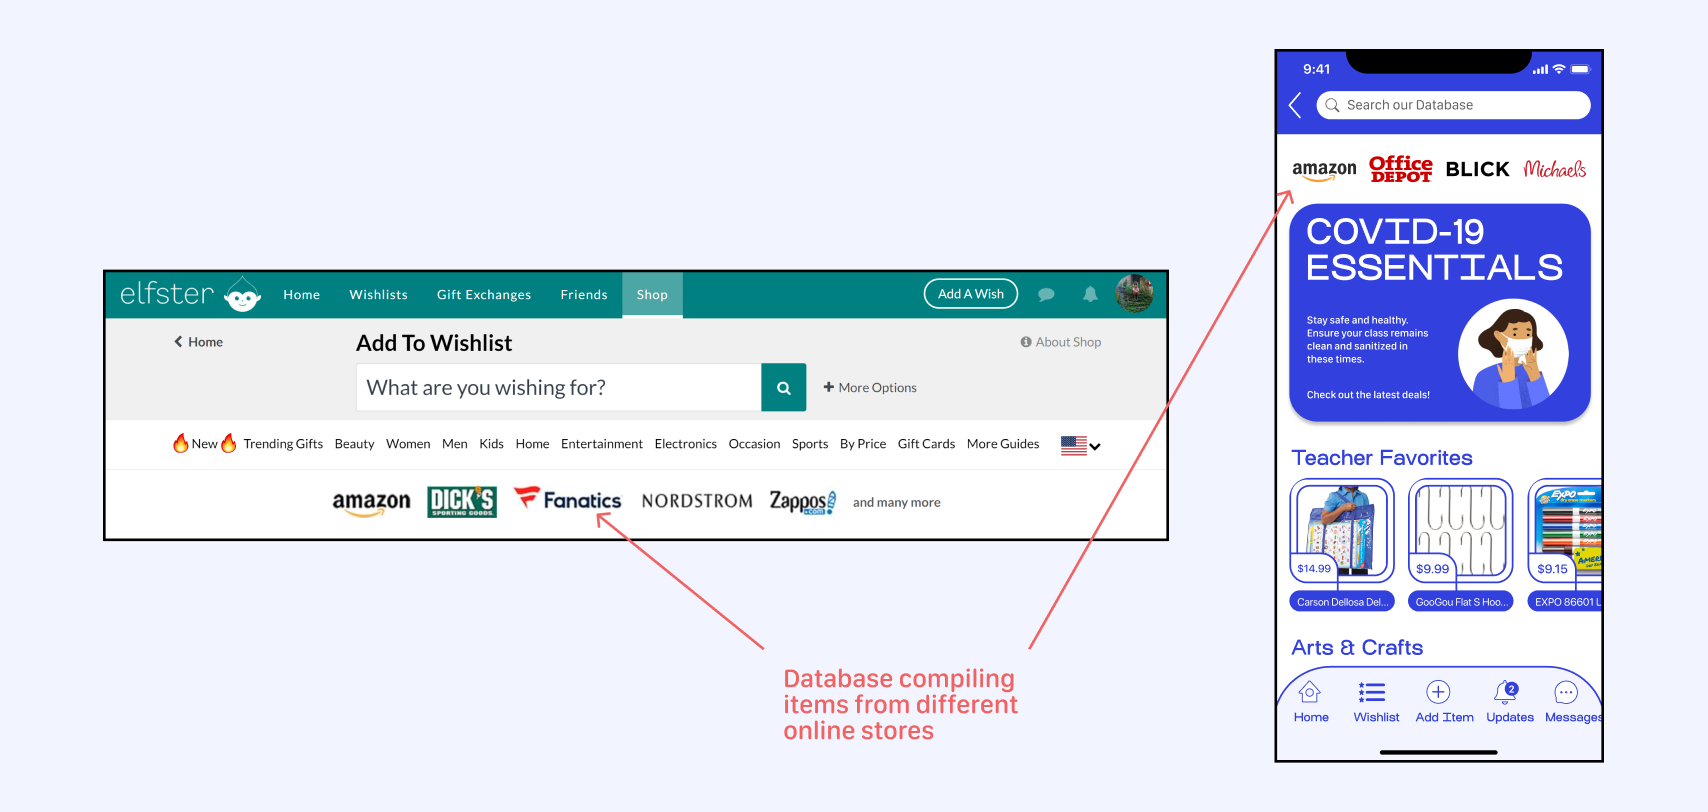 elfster
Home Wishlists Gift Exchanges Friends Shop
Add A Wish
Home
Add To Wishlist
About Shop
What are you wishing for?
More Options
New Trending Gifts Beauty Women Men Kids Home Entertainment Electronics Occasion Sports By Price Gift Cards More Guides
amazon DICK'S SPORTING GOODS Fanatics NORDSTROM Zappos.com and many more
Database compiling
items from different
online stores
9:41
Search our Database
amazon Office DEPOT BLICK Michaels
COVID-19
ESSENTIALS
Stay safe and healthy.
Ensure your class remains
clean and sanitized in
these times.
Check out the latest deals!
Teacher Favorites
EXPO
$14.99 $9.99 $9.15
Carson Dellosa Del... GooGou Flat S Hoo... EXPO 86601 L
Arts & Crafts
2
Home Wishlist Add Item Updates Messages